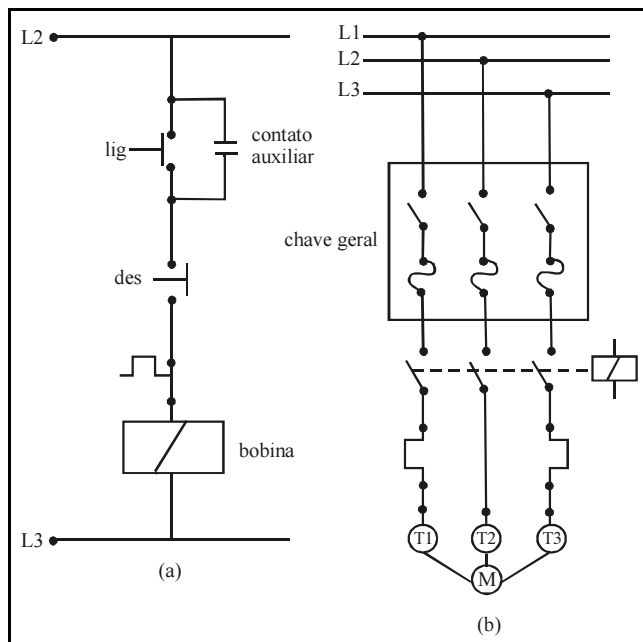 L2
lig
contato
auxiliar
des
bobina
L3
(a)
L1
L2
L3
chave geral
T1 T2 T3
M
(b)